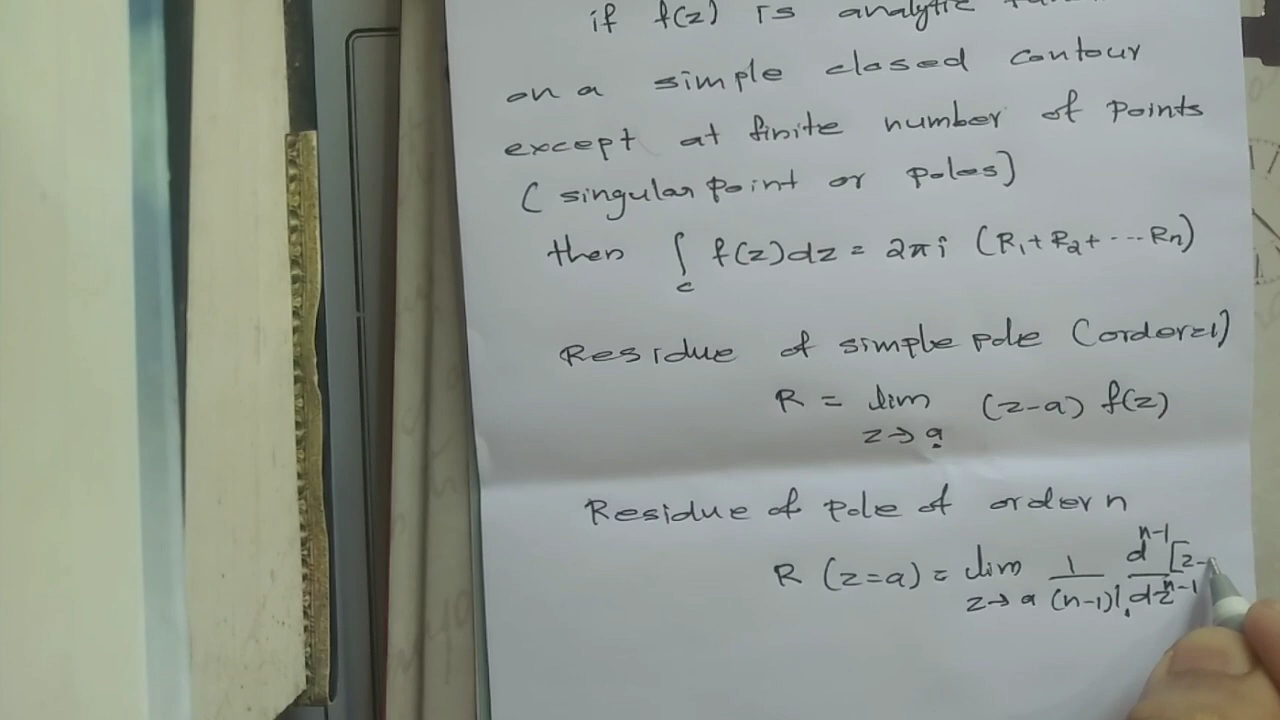 if f(z) is analytic
on a simple closed contour
except at finite number of points
( singular point or poles)
then ∫c f(z)dz = 2πi (R1+R2+ ··· Rn)
Residue of simple pole (order=1)
R = lim z→a (z-a) f(z)
Residue of pole of order n
R (z=a) = lim z→a 1/(n-1)! d^n-1/dz^n-1 [z-